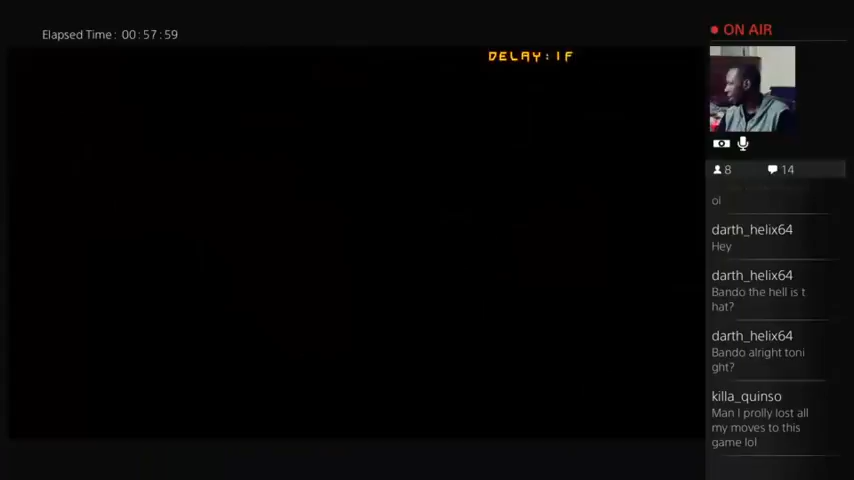 Elapsed Time: 00:57:59
ON AIR
DELAY:1F
8 14
ol
darth_helix64
Hey
darth_helix64
Bando the hell is t
hat?
darth_helix64
Bando alright toni
ght?
killa_quinso
Man I prolly lost all
my moves to this
game lol